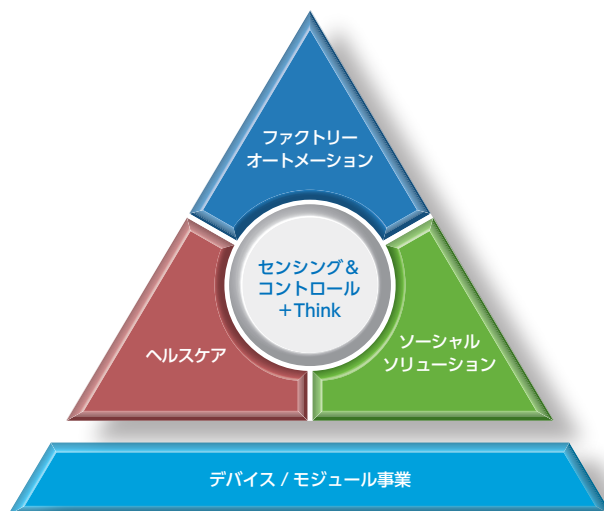 ファクトリー
オートメーション
センシング＆
コントロール
＋Think
ヘルスケア
ソーシャル
ソリューション
デバイス / モジュール事業